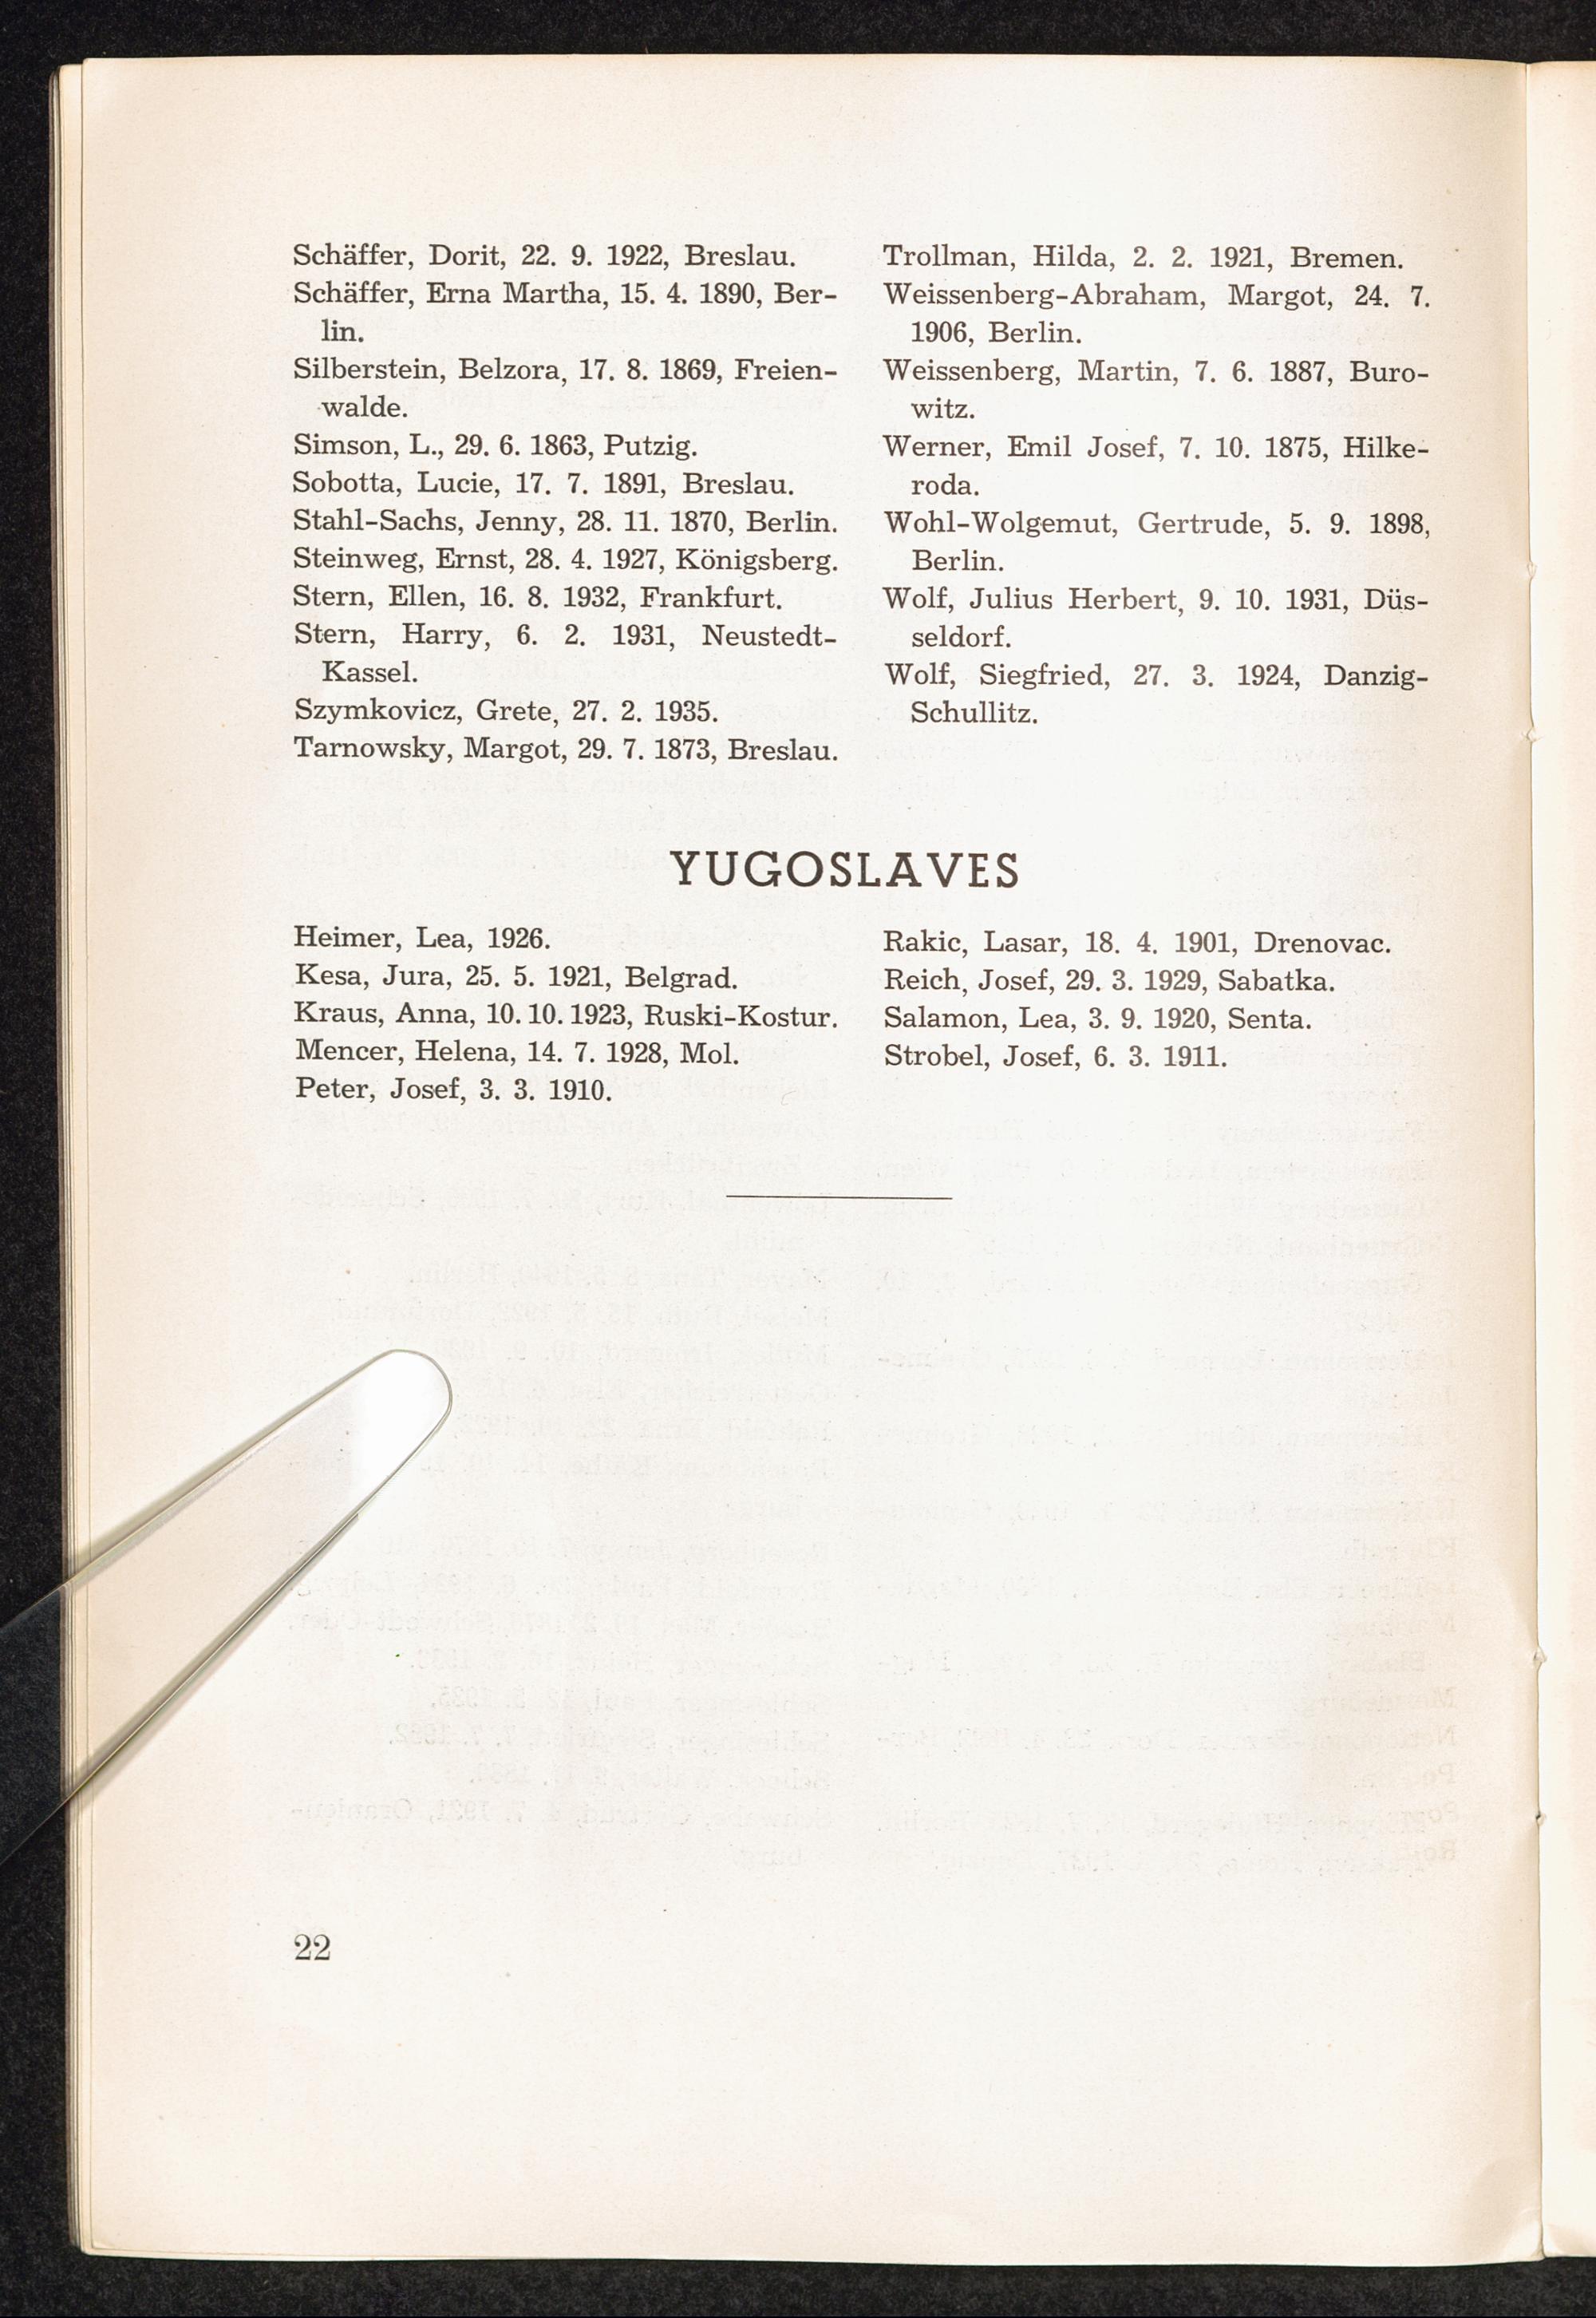 Schäffer, Dorit, 22. 9. 1922, Breslau.
Schäffer, Erna Martha, 15. 4. 1890, Ber-
lin.
Silberstein, Belzora, 17. 8. 1869, Freien-
walde.
Simson, L., 29. 6. 1863, Putzig.
Sobotta, Lucie, 17. 7. 1891, Breslau.
Stahl-Sachs, Jenny, 28. 11. 1870, Berlin.
Steinweg, Ernst, 28. 4. 1927, Königsberg.
Stern, Ellen, 16. 8. 1932, Frankfurt.
Stern, Harry, 6. 2. 1931, Neustedt-
Kassel.
Szymkovicz, Grete, 27. 2. 1935.
Tarnowsky, Margot, 29. 7. 1873, Breslau.
Trollman, Hilda, 2. 2. 1921, Bremen.
Weissenberg-Abraham, Margot, 24. 7.
1906, Berlin.
Weissenberg, Martin, 7. 6. 1887, Buro-
witz.
Werner, Emil Josef, 7. 10. 1875, Hilke-
roda.
Wohl-Wolgemut, Gertrude, 5. 9. 1898,
Berlin.
Wolf, Julius Herbert, 9. 10. 1931, Düs-
seldorf.
Wolf, Siegfried, 27. 3. 1924, Danzig-
Schullitz.
YUGOSLAVES
Heimer, Lea, 1926.
Kesa, Jura, 25. 5. 1921, Belgrad.
Kraus, Anna, 10. 10. 1923, Ruski-Kostur.
Mencer, Helena, 14. 7. 1928, Mol.
Peter, Josef, 3. 3. 1910.
Rakic, Lasar, 18. 4. 1901, Drenovac.
Reich, Josef, 29. 3. 1929, Sabatka.
Salamon, Lea, 3. 9. 1920, Senta.
Strobel, Josef, 6. 3. 1911.
22